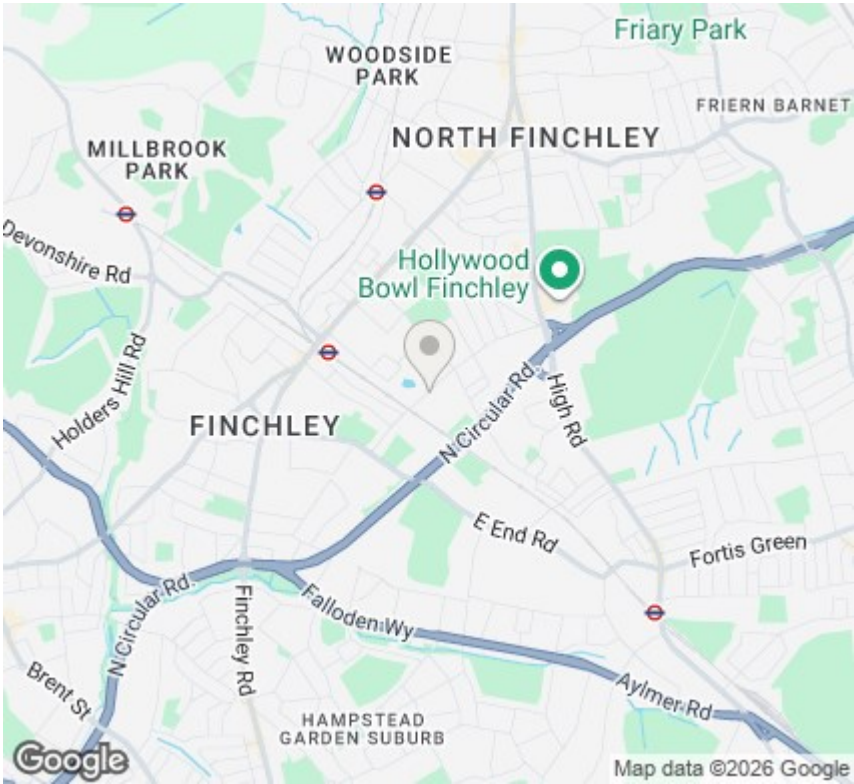 Friary Park
WOODSIDE
PARK
FRIERN BARNET
NORTH FINCHLEY
MILLBROOK
PARK
Devonshire Rd
Hollywood
Bowl Finchley
Holders Hill Rd
N Circular Rd
High Rd
FINCHLEY
E End Rd
Fortis Green
N Circular Rd
Finchley Rd
Falloden Wy
Brent St
Aylmer Rd
HAMPSTEAD
GARDEN SUBURB
Google
Map data ©2026 Google